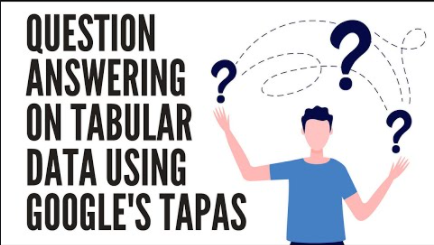 QUESTION
ANSWERING
ON TABULAR
DATA USING
GOOGLE'S TAPAS
? ? ?